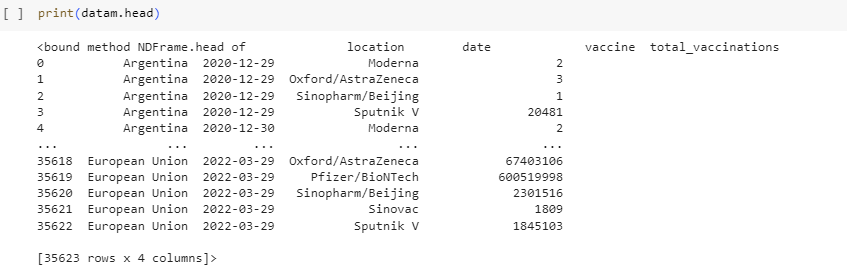 [ ] print(datam.head)
<bound method NDFrame.head of location date vaccine total_vaccinations
0 Argentina 2020-12-29 Moderna 2
1 Argentina 2020-12-29 Oxford/AstraZeneca 3
2 Argentina 2020-12-29 Sinopharm/Beijing 1
3 Argentina 2020-12-29 Sputnik V 20481
4 Argentina 2020-12-30 Moderna 2
... ... ... ... ...
35618 European Union 2022-03-29 Oxford/AstraZeneca 67403106
35619 European Union 2022-03-29 Pfizer/BioNTech 600519998
35620 European Union 2022-03-29 Sinopharm/Beijing 2301516
35621 European Union 2022-03-29 Sinovac 1809
35622 European Union 2022-03-29 Sputnik V 1845103
[35623 rows x 4 columns]>